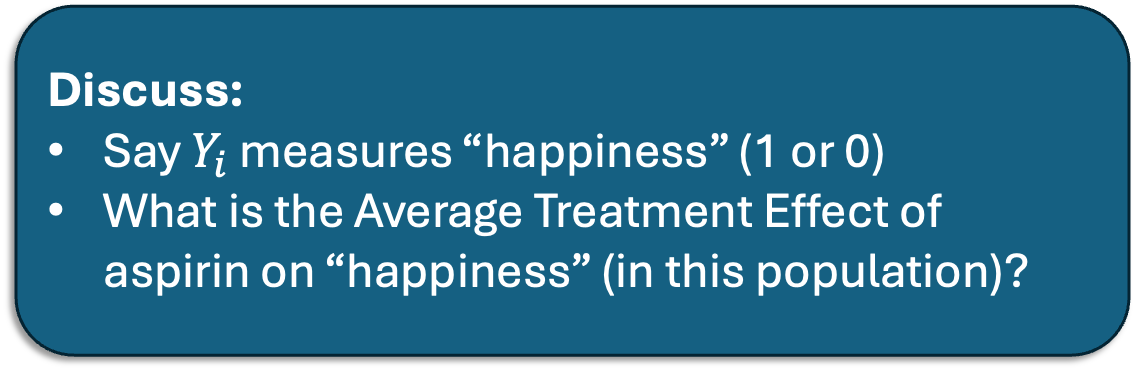 Discuss:
• Say Yᵢ measures “happiness” (1 or 0)
• What is the Average Treatment Effect of
aspirin on “happiness” (in this population)?